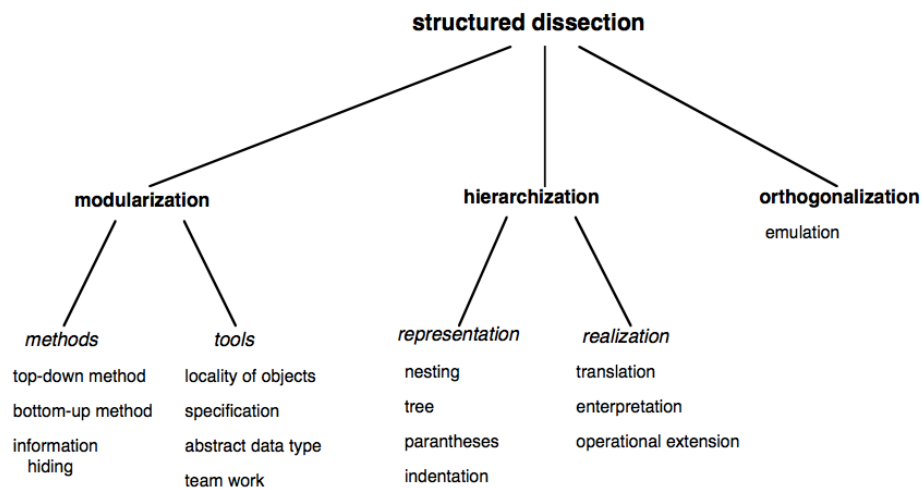 structured dissection
modularization
hierarchization
orthogonalization
emulation
methods
tools
representation
realization
top-down method
locality of objects
nesting
translation
bottom-up method
specification
tree
enterpretation
information
hiding
abstract data type
parantheses
operational extension
team work
indentation